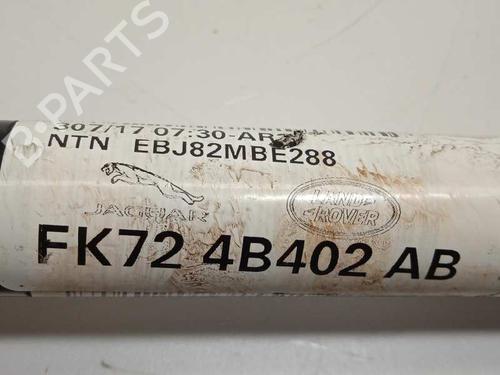 B-PARTS
307/17 07:30-AR
NTN EBJ82MBE288
JAGUAR
LAND-
ROVER
FK72 4B402 AB